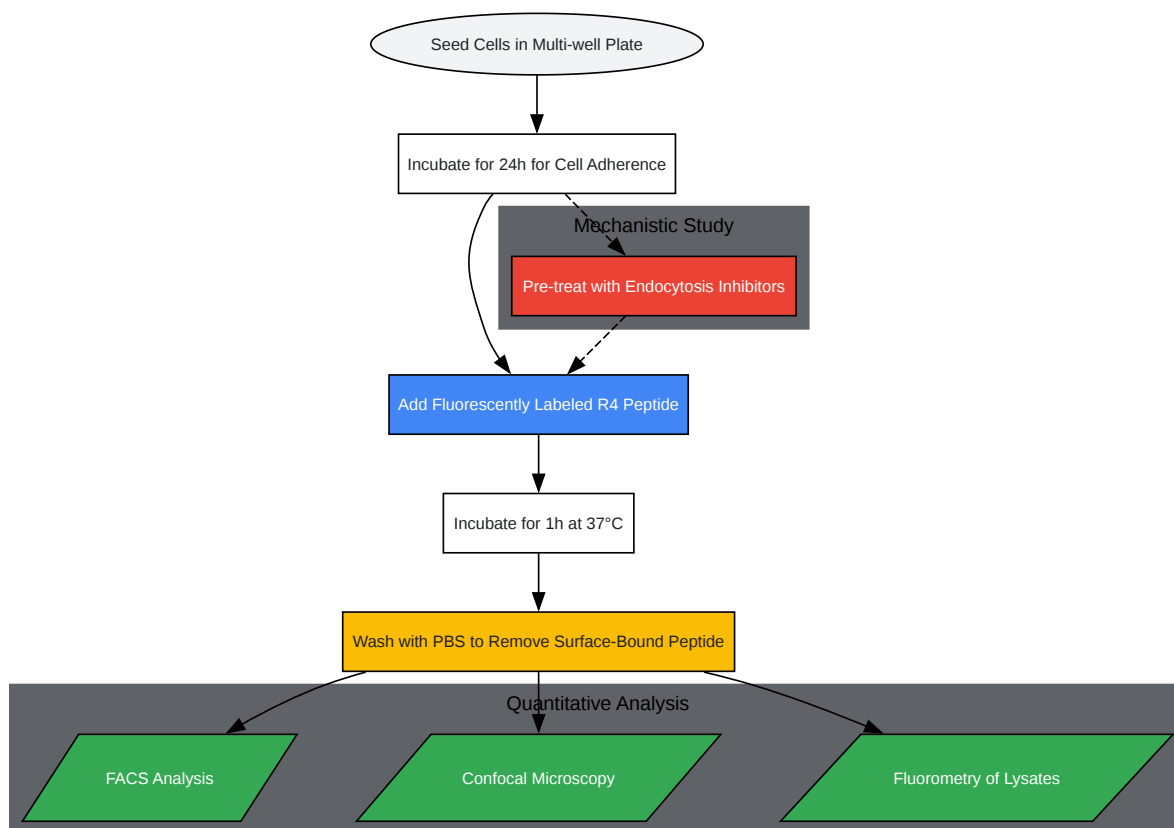 Seed Cells in Multi-well Plate
Incubate for 24h for Cell Adherence
Mechanistic Study
Pre-treat with Endocytosis Inhibitors
Add Fluorescently Labeled R4 Peptide
Incubate for 1h at 37°C
Wash with PBS to Remove Surface-Bound Peptide
Quantitative Analysis
FACS Analysis
Confocal Microscopy
Fluorometry of Lysates